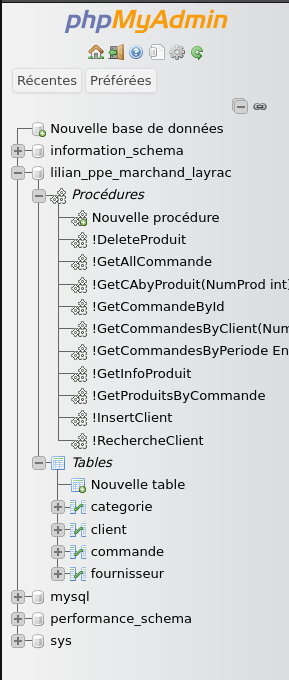 phpMyAdmin
Récentes Préférées
Nouvelle base de données
information_schema
lilian_ppe_marchand_layrac
Procédures
Nouvelle procédure
!DeleteProduit
!GetAllCommande
!GetCAbyProduit(NumProd int)
!GetCommandeById
!GetCommandesByClient(Num
!GetCommandesByPeriode En
!GetInfoProduit
!GetProduitsByCommande
!InsertClient
!RechercheClient
Tables
Nouvelle table
categorie
client
commande
fournisseur
mysql
performance_schema
sys